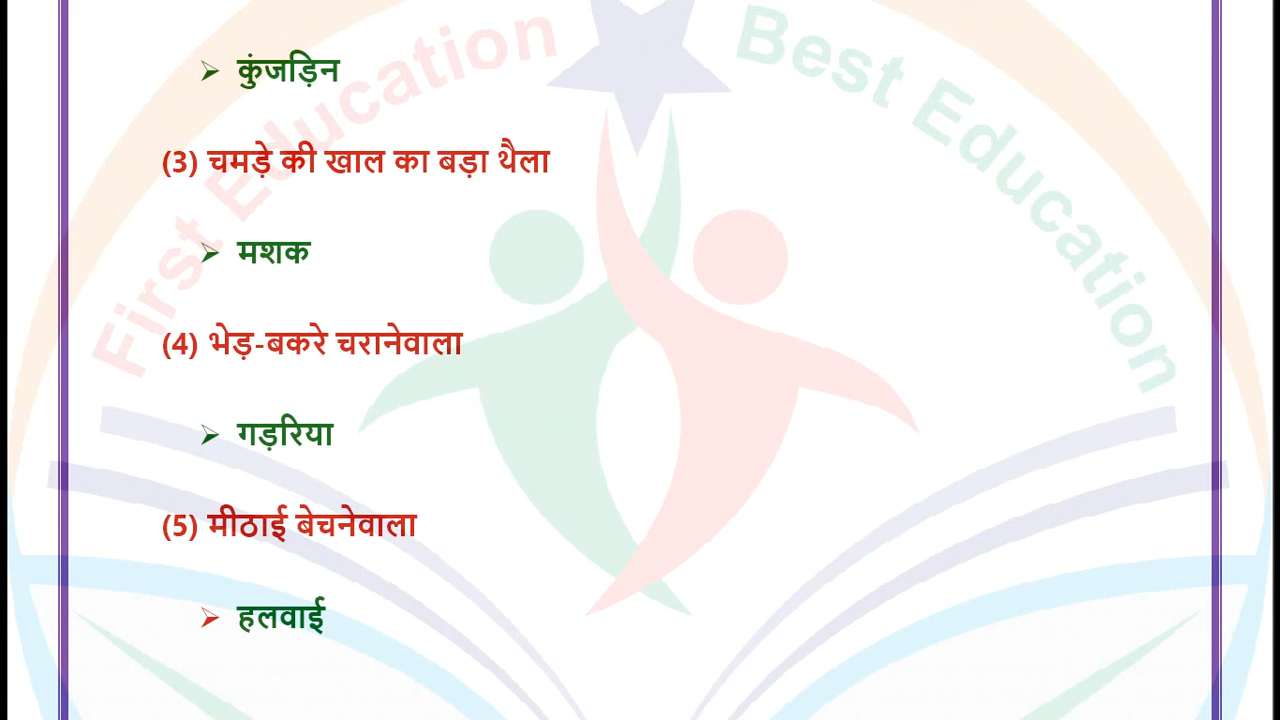 First Education Best Education
➢ कुंजड़िन
(3) चमड़े की खाल का बड़ा थैला
➢ मशक
(4) भेड़-बकरे चरानेवाला
➢ गड़रिया
(5) मीठाई बेचनेवाला
➢ हलवाई